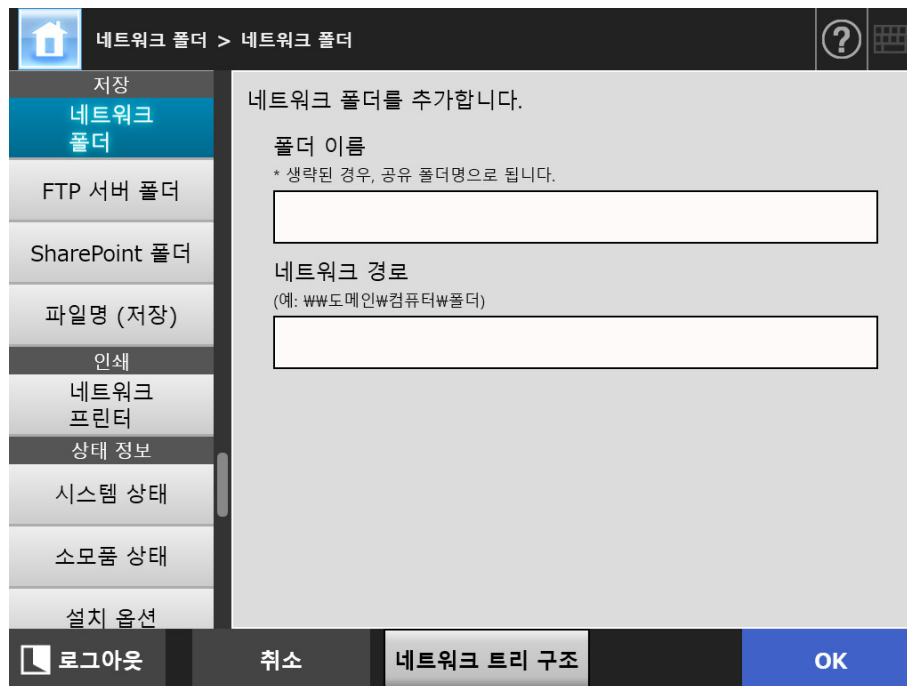 네트워크 폴더 > 네트워크 폴더
?
저장
네트워크
폴더
FTP 서버 폴더
SharePoint 폴더
파일명 (저장)
인쇄
네트워크
프린터
상태 정보
시스템 상태
소모품 상태
설치 옵션
네트워크 폴더를 추가합니다.
폴더 이름
* 생략된 경우, 공유 폴더명으로 됩니다.
네트워크 경로
(예: ₩₩도메인₩컴퓨터₩폴더)
로그아웃
취소
네트워크 트리 구조
OK